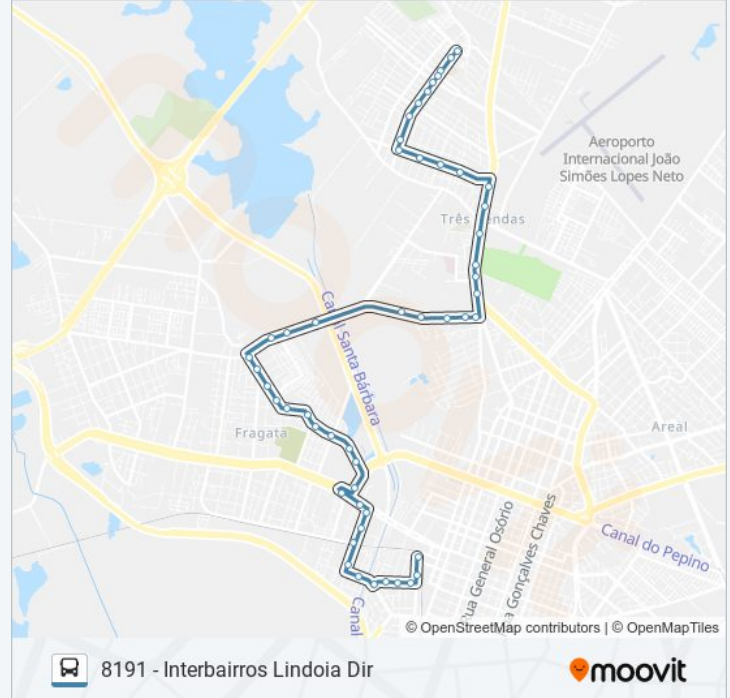 Aeroporto
Internacional João
Simões Lopes Neto
Três Vendas
Canal Santa Bárbara
Fragata
Areal
Rua General Osório
Gonçalves Chaves
Canal do Pepino
Canal
© OpenStreetMap contributors | © OpenMapTiles
8191 - Interbairros Lindoia Dir
moovit